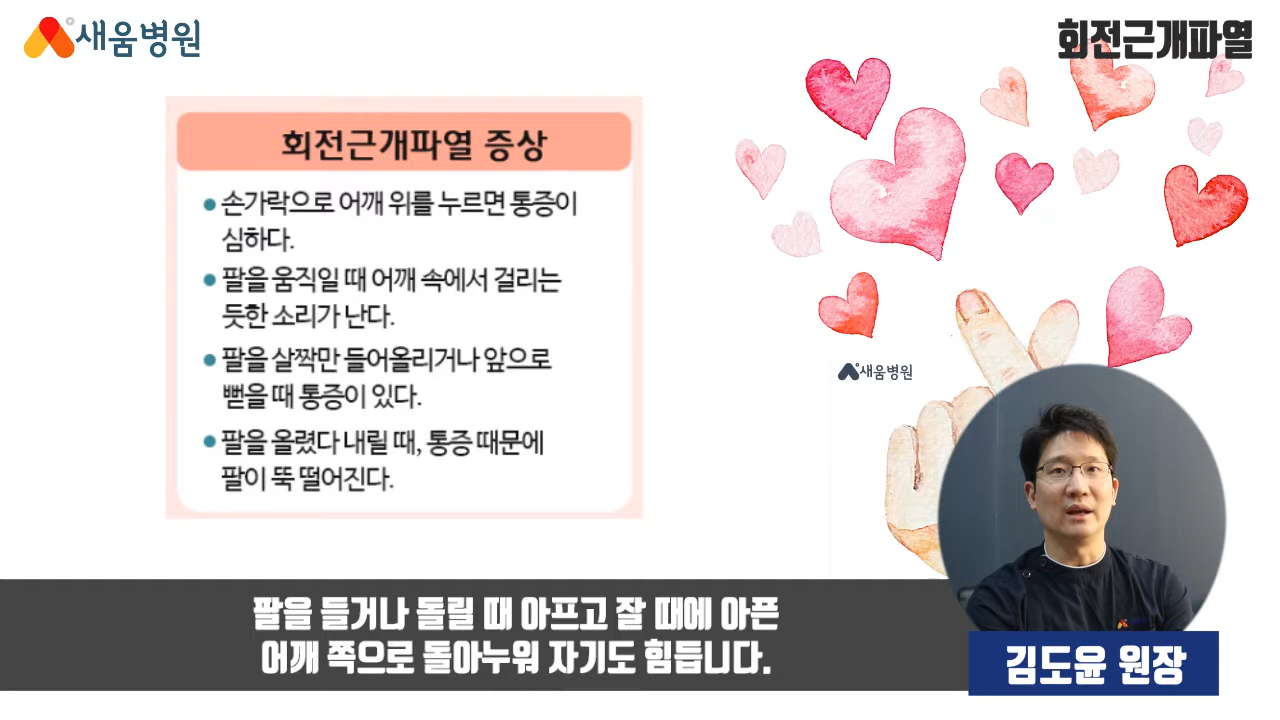 새움병원
회전근개파열
회전근개파열 증상
손가락으로 어깨 위를 누르면 통증이
심하다.
팔을 움직일 때 어깨 속에서 걸리는
듯한 소리가 난다.
팔을 살짝만 들어올리거나 앞으로
뻗을 때 통증이 있다.
팔을 올렸다 내릴 때, 통증 때문에
팔이 뚝 떨어진다.
새움병원
팔을 들거나 돌릴 때 아프고 잘 때에 아픈
어깨 쪽으로 돌아누워 자기도 힘듭니다.
김도윤 원장